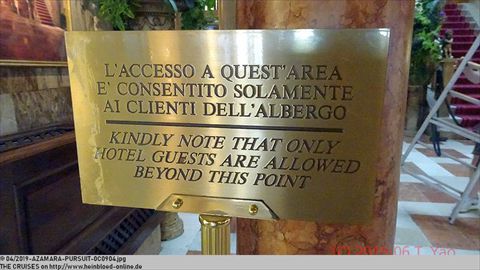 L'ACCESSO A QUEST'AREA
E' CONSENTITO SOLAMENTE
AI CLIENTI DELL'ALBERGO
KINDLY NOTE THAT ONLY
HOTEL GUESTS ARE ALLOWED
BEYOND THIS POINT
© 04/2019-AZAMARA-PURSUIT-0C0904.jpg
THE CRUISES on http://www.heinbloed-online.de
T. Yao